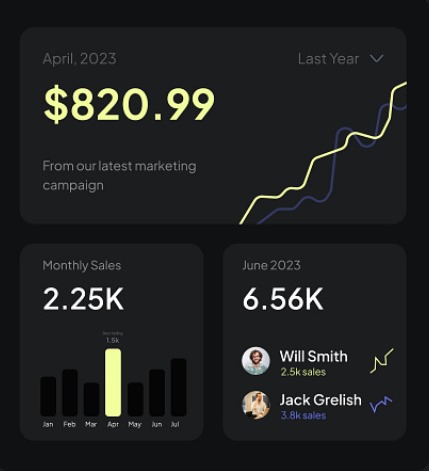 April, 2023
Last Year
$820.99
From our latest marketing
campaign
Monthly Sales
2.25K
1.5k
Jan Feb Mar Apr May Jun Jul
June 2023
6.56K
Will Smith
2.5k sales
Jack Grelish
3.8k sales